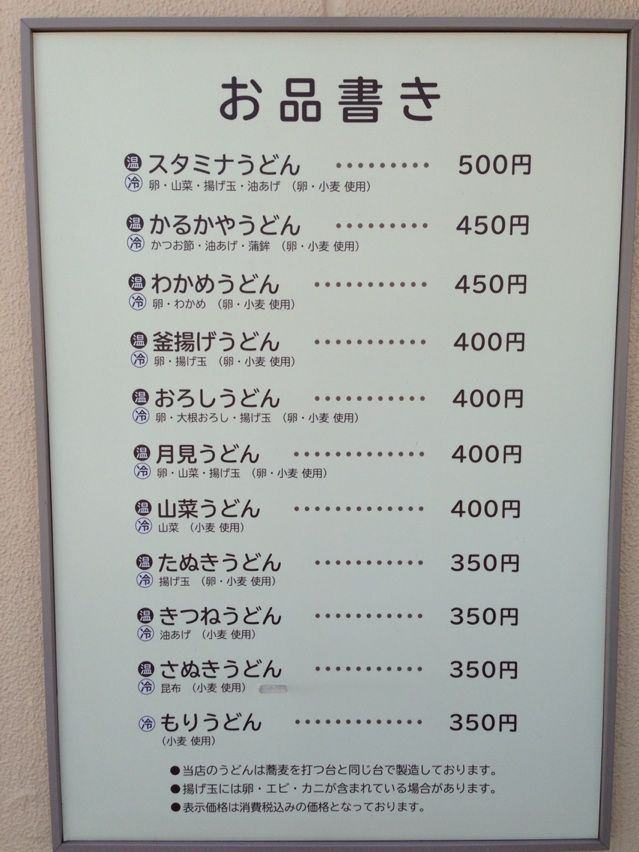 お品書き
温 スタミナうどん ········· 500円
冷 卵・山菜・揚げ玉・油あげ （卵・小麦 使用）
温 かるかやうどん ········· 450円
冷 かつお節・油あげ・蒲鉾 （卵・小麦 使用）
温 わかめうどん ··········· 450円
冷 卵・わかめ （卵・小麦 使用）
温 釜揚げうどん ··········· 400円
冷 卵・揚げ玉 （卵・小麦 使用）
温 おろしうどん ··········· 400円
冷 卵・大根おろし・揚げ玉 （卵・小麦 使用）
温 月見うどん ············· 400円
冷 卵・山菜・揚げ玉 （卵・小麦 使用）
温 山菜うどん ············· 400円
冷 山菜 （小麦 使用）
温 たぬきうどん ··········· 350円
冷 揚げ玉 （卵・小麦 使用）
温 きつねうどん ··········· 350円
冷 油あげ （小麦 使用）
温 さぬきうどん ··········· 350円
冷 昆布 （小麦 使用）
冷 もりうどん ············· 350円
（小麦 使用）
●当店のうどんは蕎麦を打つ台と同じ台で製造しております。
●揚げ玉には卵・エビ・カニが含まれている場合があります。
●表示価格は消費税込みの価格となっております。